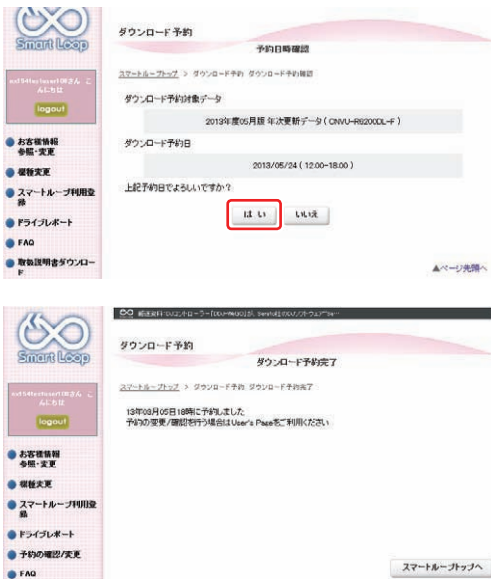 Smart Loop
ダウンロード予約
予約日時確認
スマートループトップ > ダウンロード予約 ダウンロード予約確認
logout
お客様情報
参照・変更
機種変更
スマートループ利用登
録
ドライブレポート
FAQ
取扱説明書ダウンロー
ド
ダウンロード予約対象データ
2013年度05月版 年次更新データ ( CNVU-R6200DL-F )
ダウンロード予約日
2013/05/24 ( 12:00-18:00 )
上記予約日でよろしいですか?
はい
いいえ
▲ページ先頭へ
Smart Loop
ダウンロード予約
ダウンロード予約完了
スマートループトップ > ダウンロード予約 ダウンロード予約完了
logout
お客様情報
参照・変更
機種変更
スマートループ利用登
録
ドライブレポート
予約の確認/変更
FAQ
13年03月05日18時に予約しました
予約の変更/確認を行う場合はUser's Pageをご利用ください
スマートループトップへ